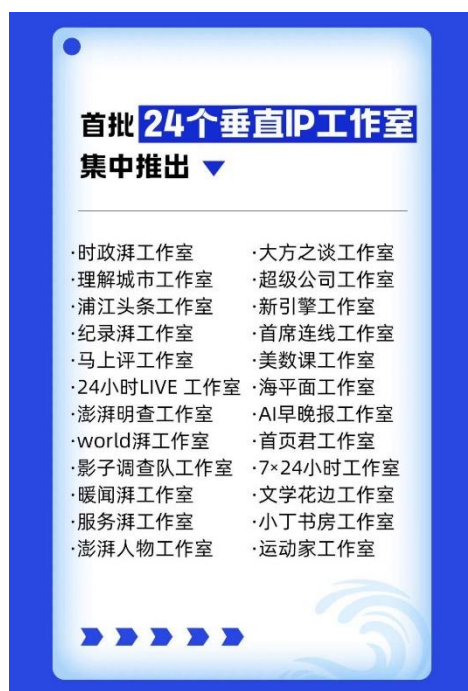 首批 24个垂直IP工作室
集中推出
·时政湃工作室 ·大方之谈工作室
·理解城市工作室 ·超级公司工作室
·浦江头条工作室 ·新引擎工作室
·纪录湃工作室 ·首席连线工作室
·马上评工作室 ·美数课工作室
·24小时LIVE 工作室 ·海平面工作室
·澎湃明查工作室 ·AI早晚报工作室
·world湃工作室 ·首页君工作室
·影子调查队工作室 ·7×24小时工作室
·暖闻湃工作室 ·文学花边工作室
·服务湃工作室 ·小丁书房工作室
·澎湃人物工作室 ·运动家工作室